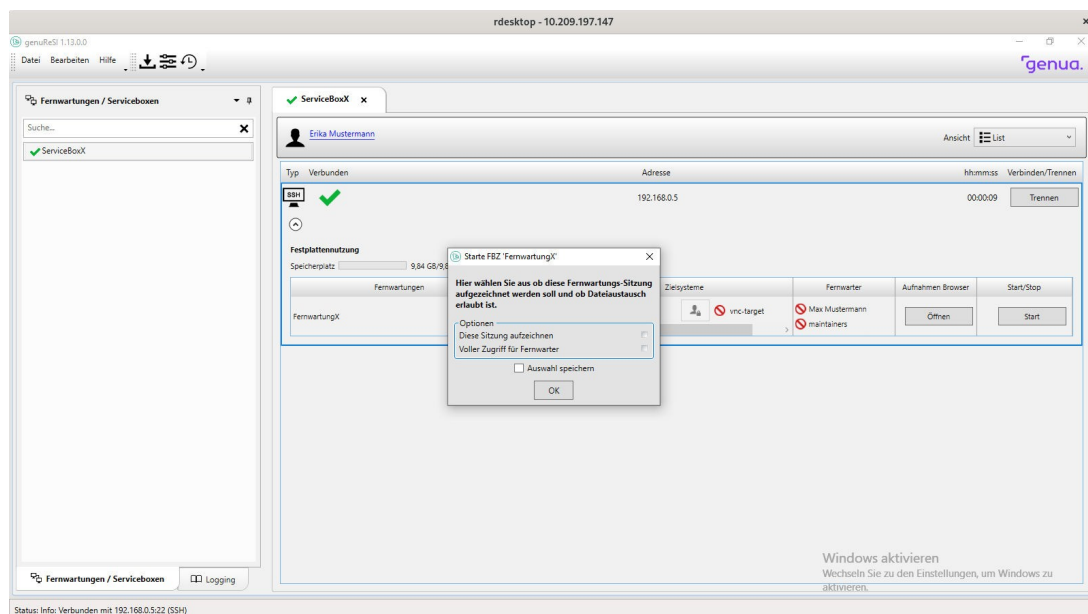 rdesktop - 10.209.197.147
genuReSI 1.13.0.0
Datei Bearbeiten Hilfe
genua.
Fernwartungen / Serviceboxen
ServiceBoxX
Suche...
Erika Mustermann
Ansicht List
ServiceBoxX
Typ Verbunden Adresse hh:mm:ss Verbinden/Trennen
SSH 192.168.0.5 00:00:09 Trennen
Festplattennutzung
Speicherplatz 9,84 GB/9,8
Fernwartungen Zielsysteme Fernwarter Aufnahmen Browser Start/Stop
FernwartungX vnc-target Max Mustermann Öffnen Start
maintainers
Starte FBZ 'FernwartungX'
Hier wählen Sie aus ob diese Fernwartungs-Sitzung
aufgezeichnet werden soll und ob Dateiaustausch
erlaubt ist.
Optionen
Diese Sitzung aufzeichnen
Voller Zugriff für Fernwarter
Auswahl speichern
OK
Windows aktivieren
Wechseln Sie zu den Einstellungen, um Windows zu
aktivieren.
Fernwartungen / Serviceboxen Logging
Status: Info: Verbunden mit 192.168.0.5:22 (SSH)